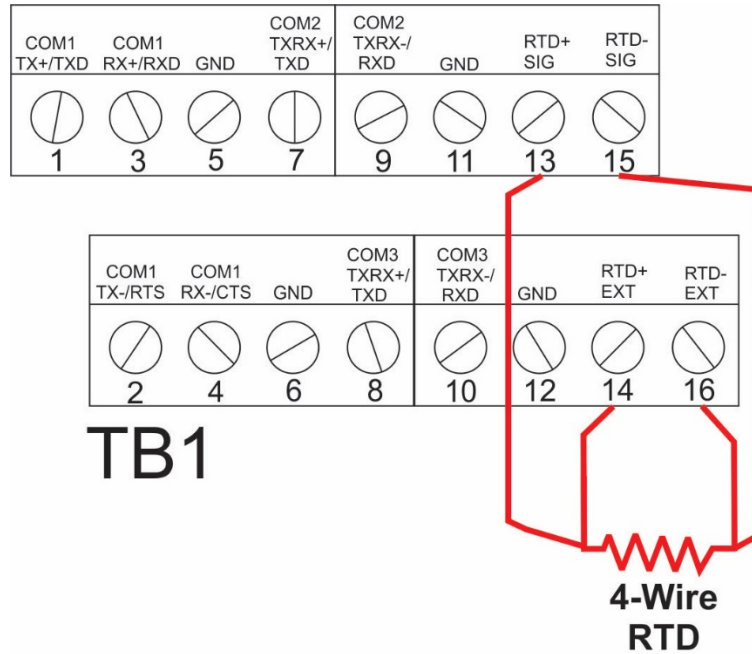 COM1 TX+/TXD
COM1 RX+/RXD
GND
COM2 TXRX+/ TXD
COM2 TXRX-/ RXD
GND
RTD+ SIG
RTD- SIG
1 3 5 7 9 11 13 15
COM1 TX-/RTS
COM1 RX-/CTS
GND
COM3 TXRX+/ TXD
COM3 TXRX-/ RXD
GND
RTD+ EXT
RTD- EXT
2 4 6 8 10 12 14 16
TB1
4-Wire
RTD